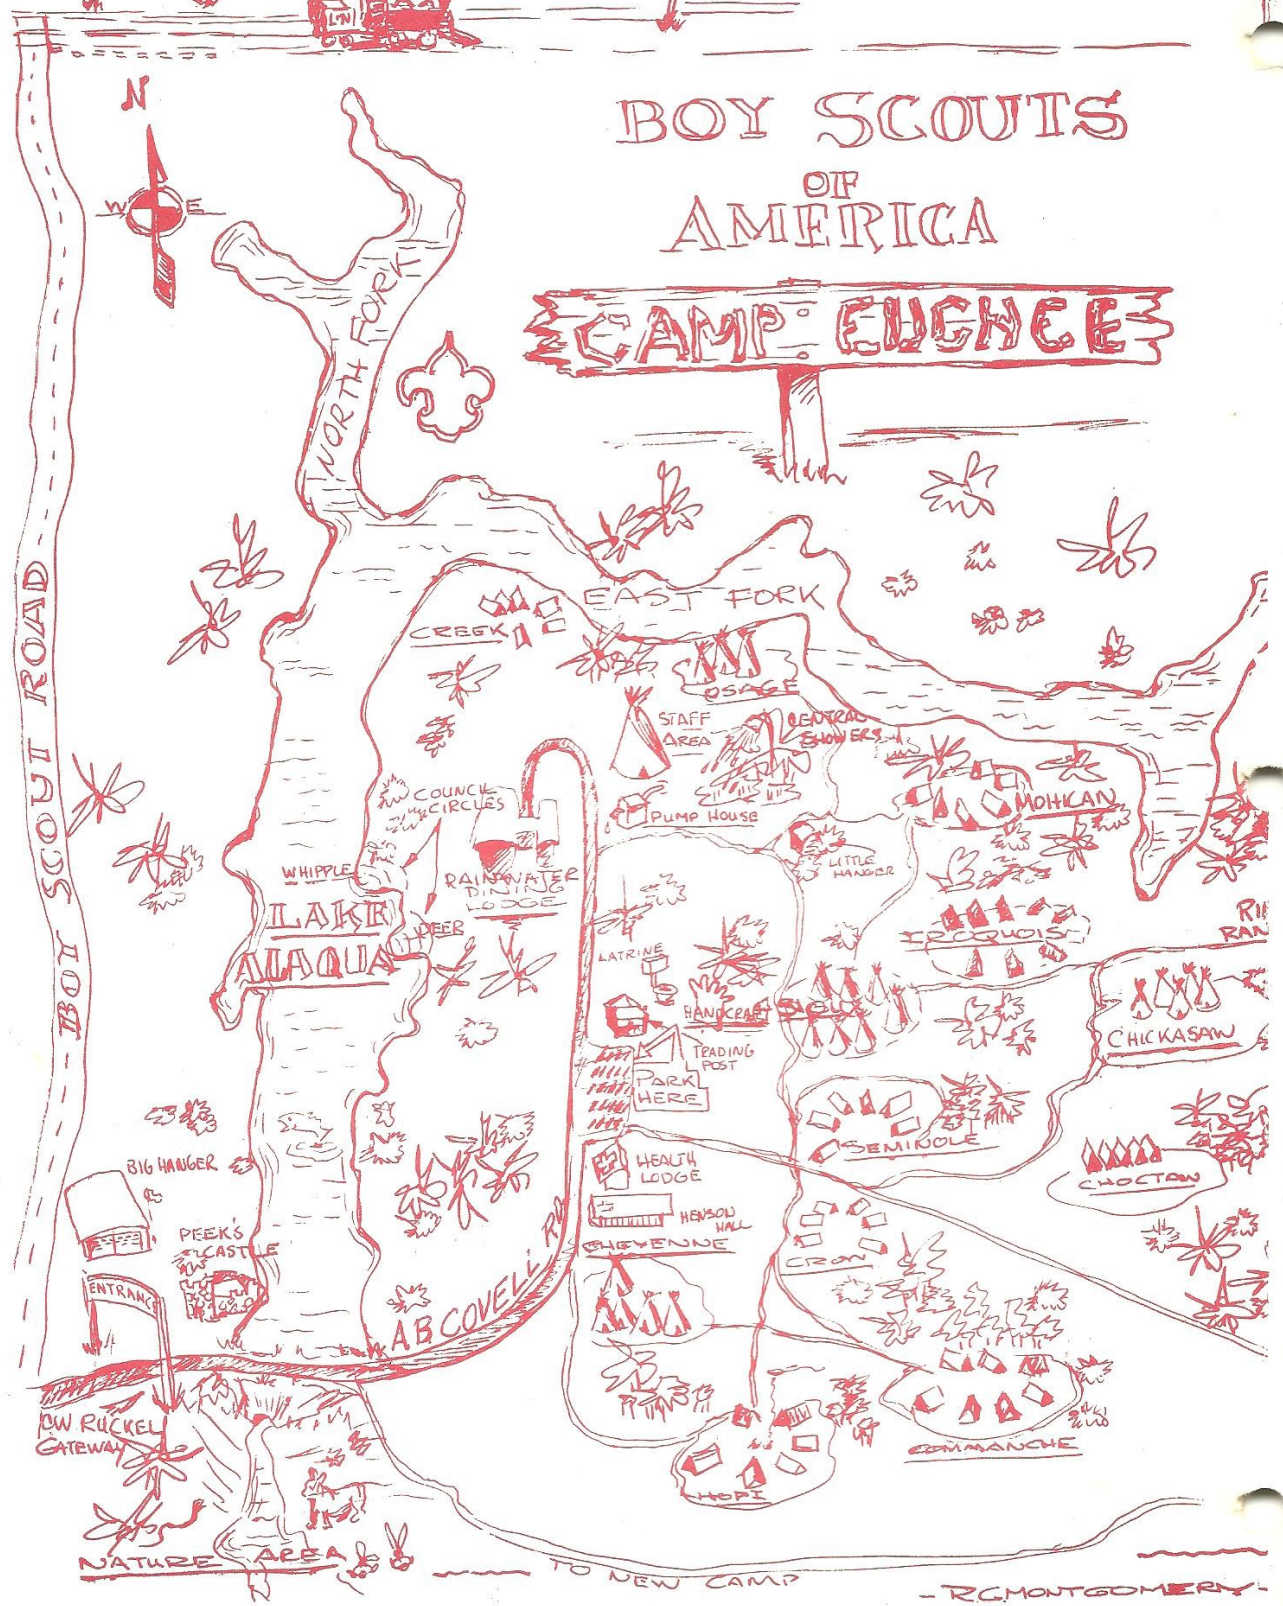 L&N
N
W E
BOY SCOUTS
OF
AMERICA
CAMP: EUCHEE
NORTH FORK
EAST FORK
BOY SCOUT ROAD
CREEK
OSAGE
STAFF
AREA
CENTRAL
SHOWERS
COUNCIL
CIRCLES
PUMP HOUSE
MOHICAN
WHIPPLE
LITTLE
HANGER
RAINWATER
DINING
LODGE
LAKE
ALAQUA
DEER
IROQUOIS
RAN
LATRINE
HANDCRAFT
SIOUX
CHICKASAW
TRADING
POST
PARK
HERE
SEMINOLE
BIG HANGER
HEALTH
LODGE
CHOCTAW
HENSON
HALL
PEEK'S
CASTLE
CHEYENNE
CROW
ENTRANCE
AB COVELL RD
CW RUCKEL
GATEWAY
COMMANCHE
HOPI
NATURE AREA
TO NEW CAMP
-R.G.MONTGOMERY-